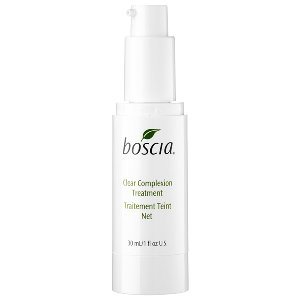 boscia.
Clear Complexion
Treatment
Traitement Teint
Net
30 mL/1 fl oz U.S.